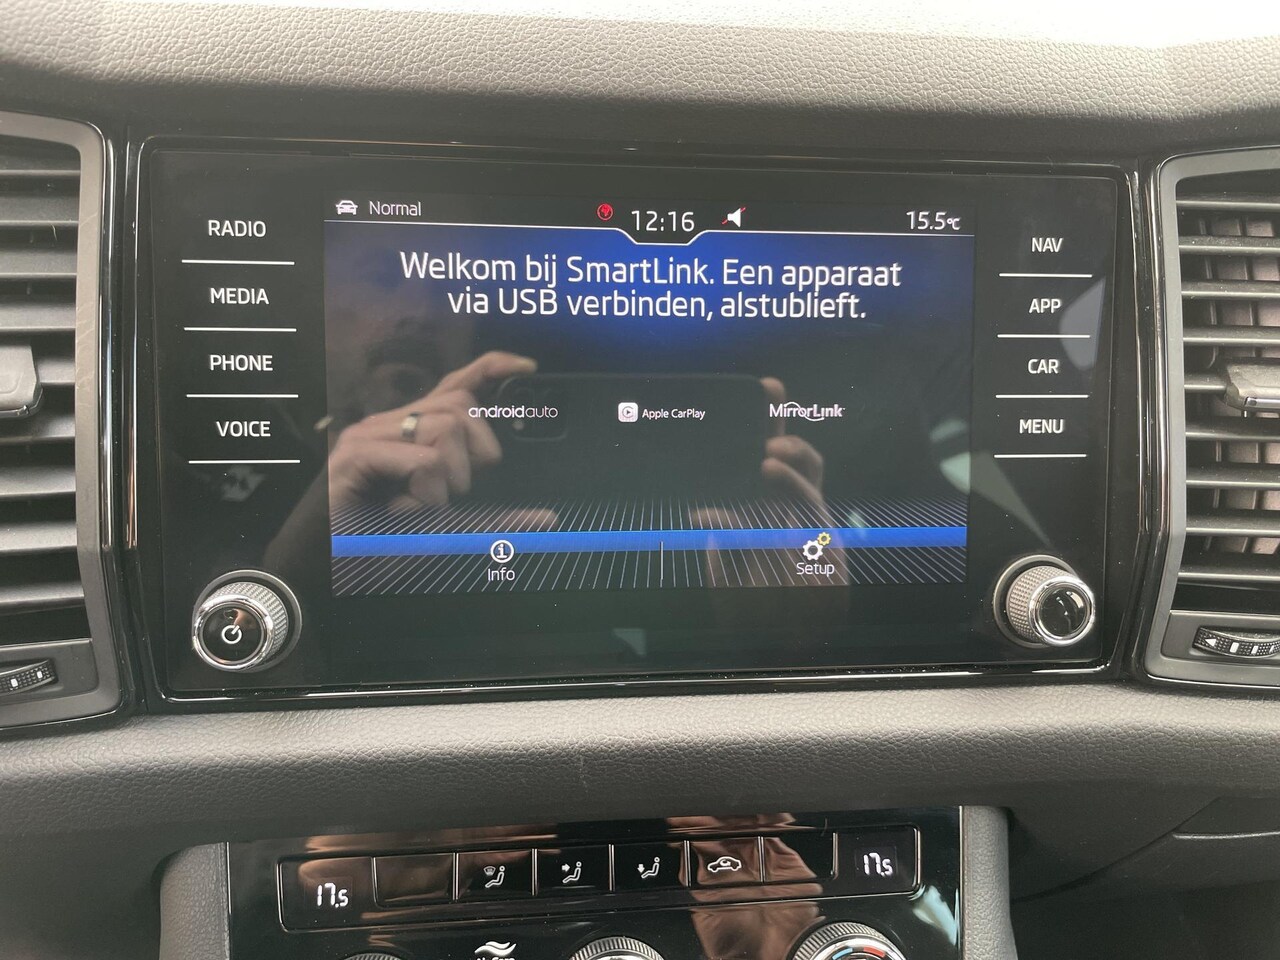 Normal
12:16
15.5°C
RADIO
MEDIA
PHONE
VOICE
Welkom bij SmartLink. Een apparaat
via USB verbinden, alstublieft.
androidauto
Apple CarPlay
MirrorLink
Info
Setup
NAV
APP
CAR
MENU
17.5
17.5